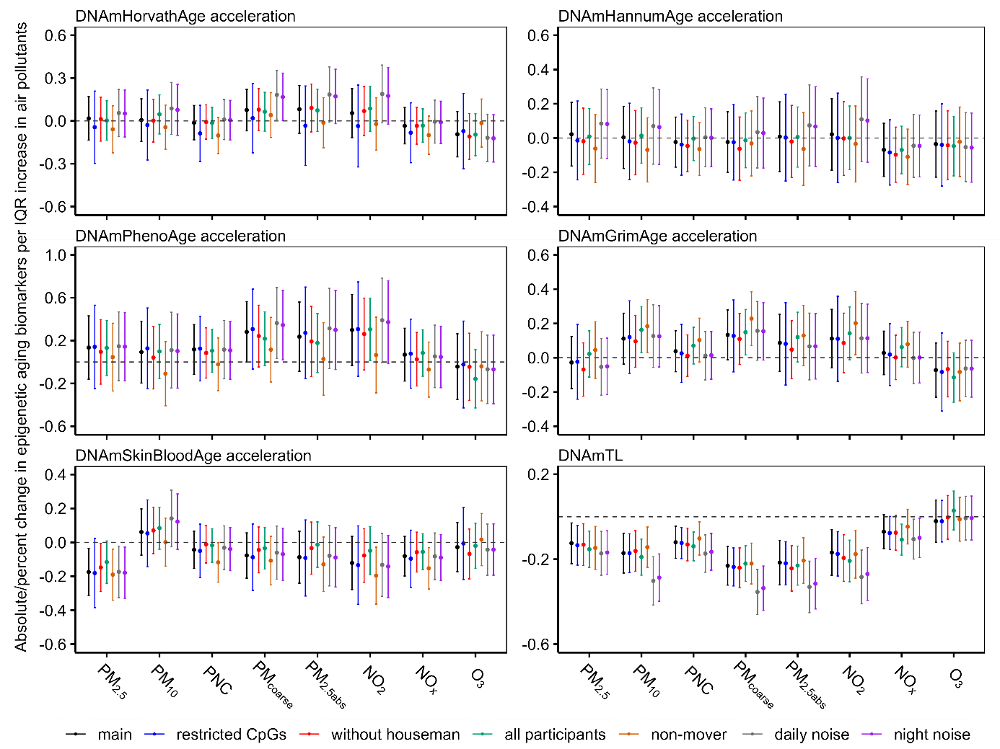 Absolute/percent change in epigenetic aging biomarkers per IQR increase in air pollutants
DNAmHorvathAge acceleration
0.6
0.3
0.0
-0.3
-0.6
DNAmHannumAge acceleration
0.6
0.4
0.2
0.0
-0.2
-0.4
DNAmPhenoAge acceleration
1.0
0.6
0.2
-0.2
-0.6
DNAmGrimAge acceleration
0.6
0.4
0.2
0.0
-0.2
-0.4
DNAmSkinBloodAge acceleration
0.4
0.2
0.0
-0.2
-0.4
-0.6
DNAmTL
0.2
-0.2
-0.6
PM2.5
PM10
PNC
PMcoarse
PM2.5abs
NO2
NOx
O3
PM2.5
PM10
PNC
PMcoarse
PM2.5abs
NO2
NOx
O3
main restricted CpGs without houseman all participants non-mover daily noise night noise